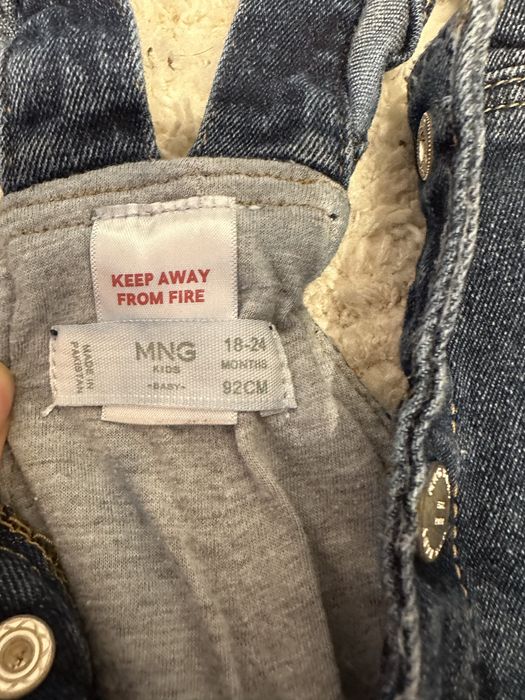 KEEP AWAY
FROM FIRE
MADE IN
PAKISTAN
MNG
KIDS
-BABY-
18-24
MONTHS
92CM